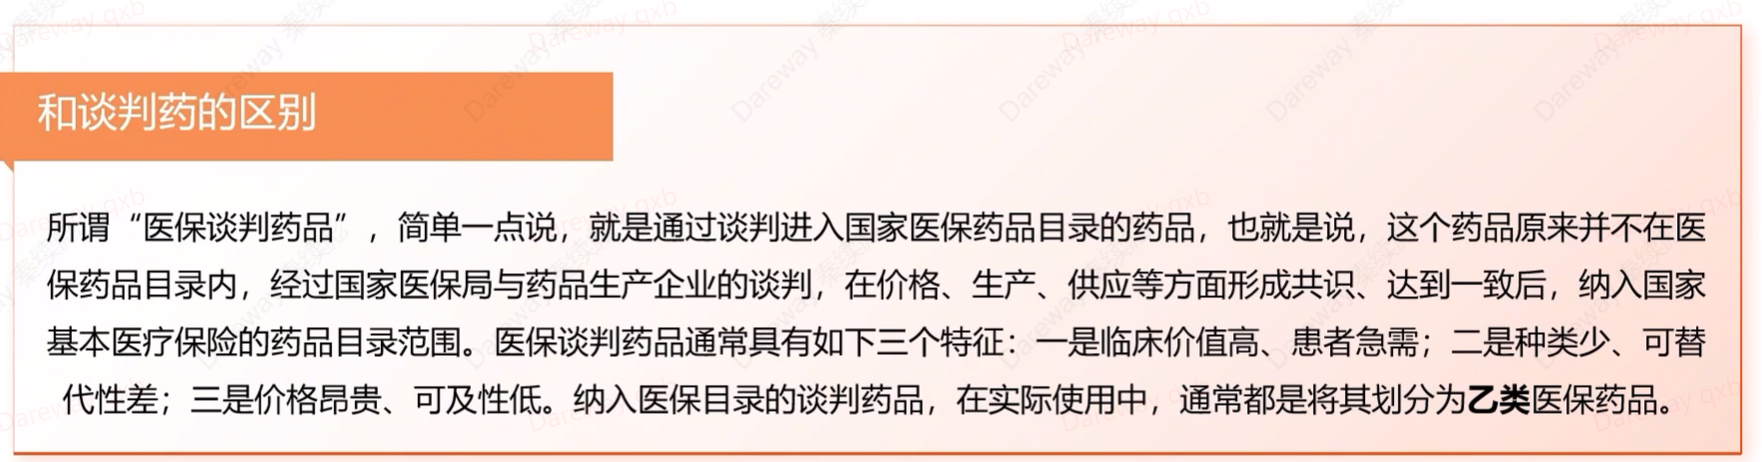 和谈判药的区别
所谓“医保谈判药品”，简单一点说，就是通过谈判进入国家医保药品目录的药品，也就是说，这个药品原来并不在医
保药品目录内，经过国家医保局与药品生产企业的谈判，在价格、生产、供应等方面形成共识、达到一致后，纳入国家
基本医疗保险的药品目录范围。医保谈判药品通常具有如下三个特征：一是临床价值高、患者急需；二是种类少、可替
代性差；三是价格昂贵、可及性低。纳入医保目录的谈判药品，在实际使用中，通常都是将其划分为乙类医保药品。
Dareway qxb